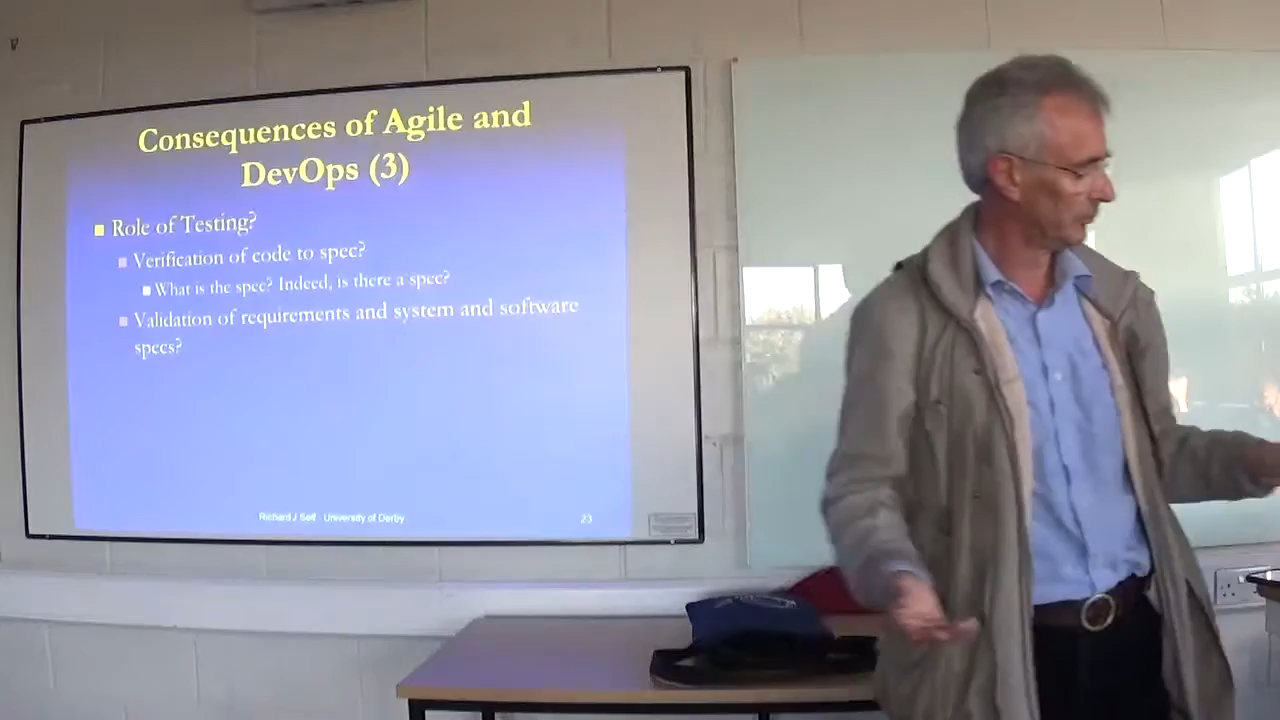 Consequences of Agile and
DevOps (3)
Role of Testing?
Verification of code to spec?
What is the spec? Indeed, is there a spec?
Validation of requirements and system and software
specs?
Richard J Self - University of Derby
23